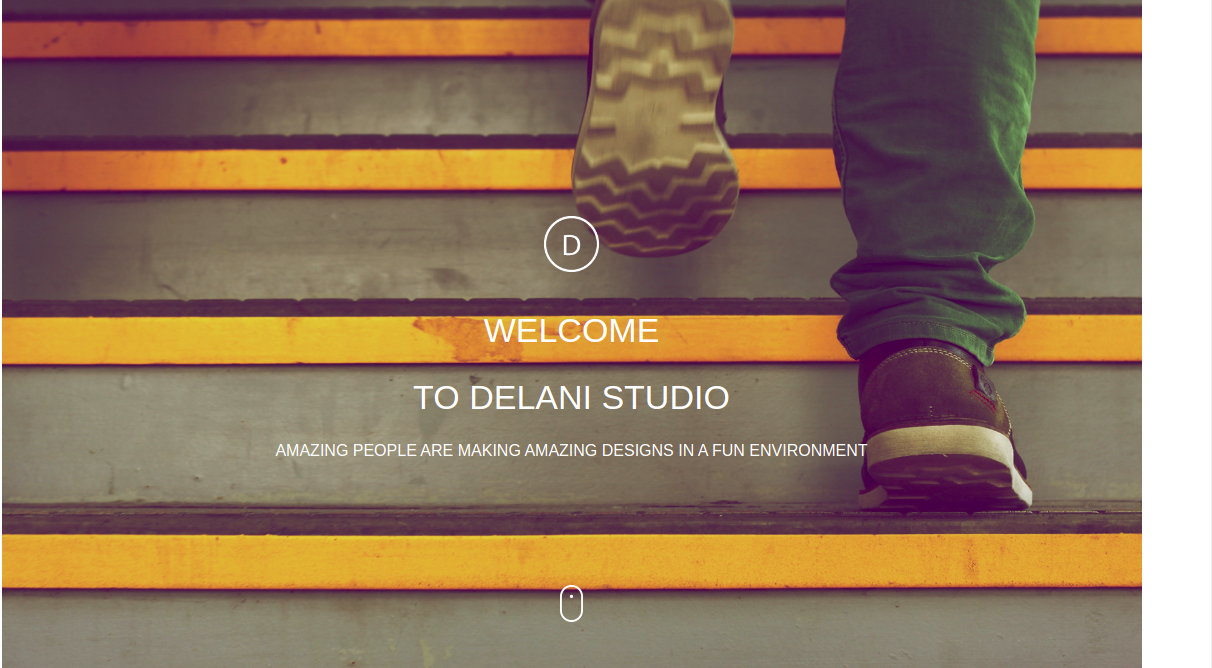 D
WELCOME
TO DELANI STUDIO
AMAZING PEOPLE ARE MAKING AMAZING DESIGNS IN A FUN ENVIRONMENT